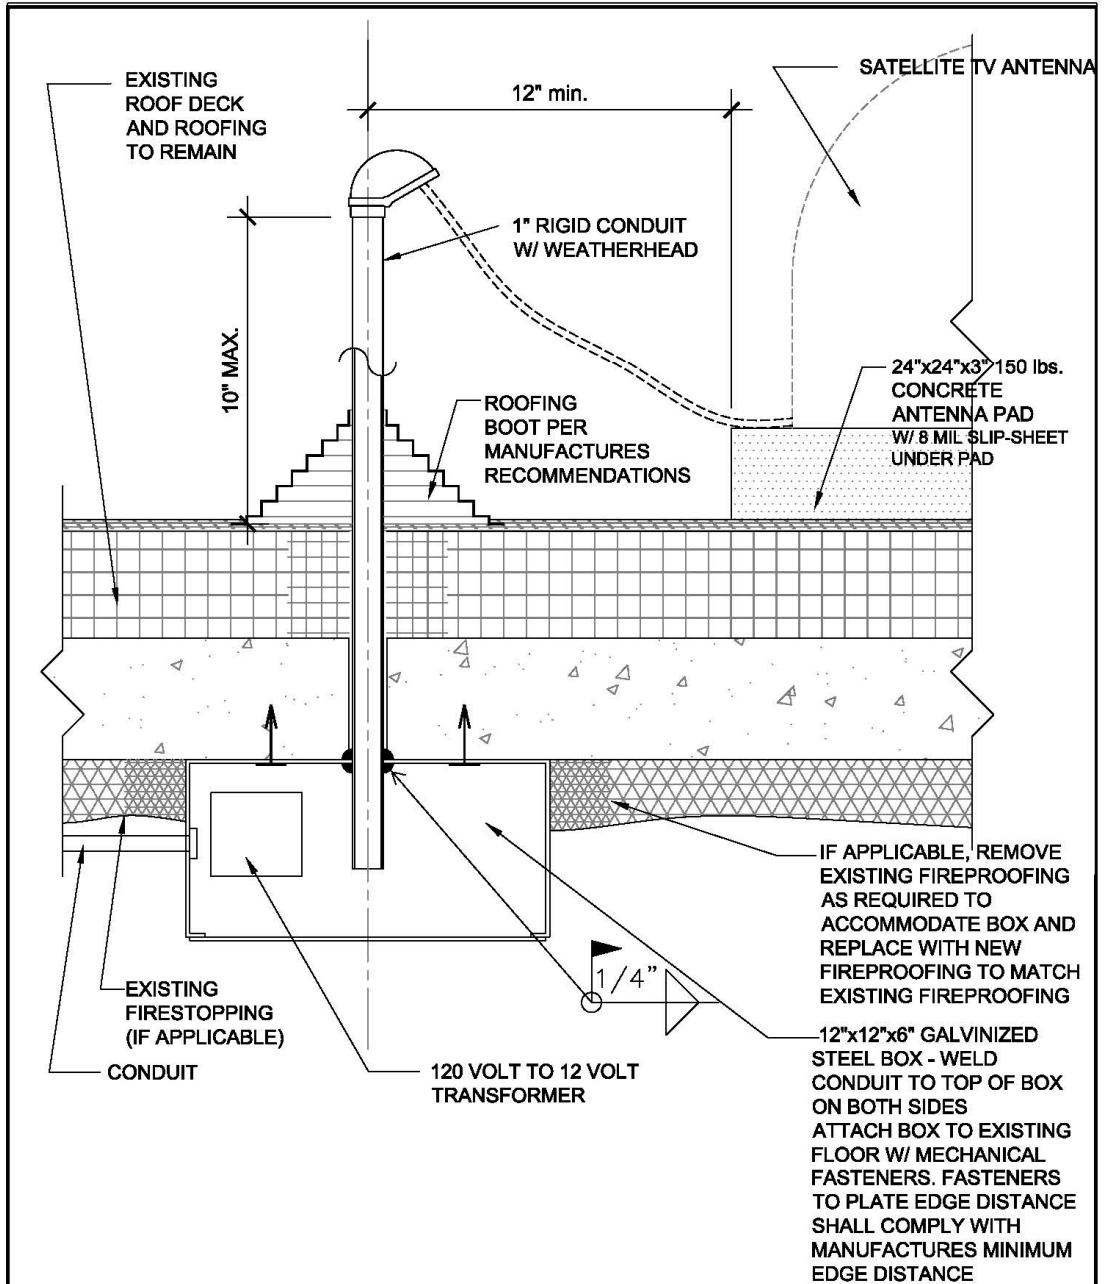 EXISTING
ROOF DECK
AND ROOFING
TO REMAIN
12" min.
SATELLITE TV ANTENNA
1" RIGID CONDUIT
W/ WEATHERHEAD
10" MAX.
24"x24"x3" 150 lbs.
CONCRETE
ANTENNA PAD
W/ 8 MIL SLIP-SHEET
UNDER PAD
ROOFING
BOOT PER
MANUFACTURES
RECOMMENDATIONS
IF APPLICABLE, REMOVE
EXISTING FIREPROOFING
AS REQUIRED TO
ACCOMMODATE BOX AND
REPLACE WITH NEW
FIREPROOFING TO MATCH
EXISTING FIREPROOFING
1/4"
EXISTING
FIRESTOPPING
(IF APPLICABLE)
CONDUIT
120 VOLT TO 12 VOLT
TRANSFORMER
12"x12"x6" GALVINIZED
STEEL BOX - WELD
CONDUIT TO TOP OF BOX
ON BOTH SIDES
ATTACH BOX TO EXISTING
FLOOR W/ MECHANICAL
FASTENERS. FASTENERS
TO PLATE EDGE DISTANCE
SHALL COMPLY WITH
MANUFACTURES MINIMUM
EDGE DISTANCE